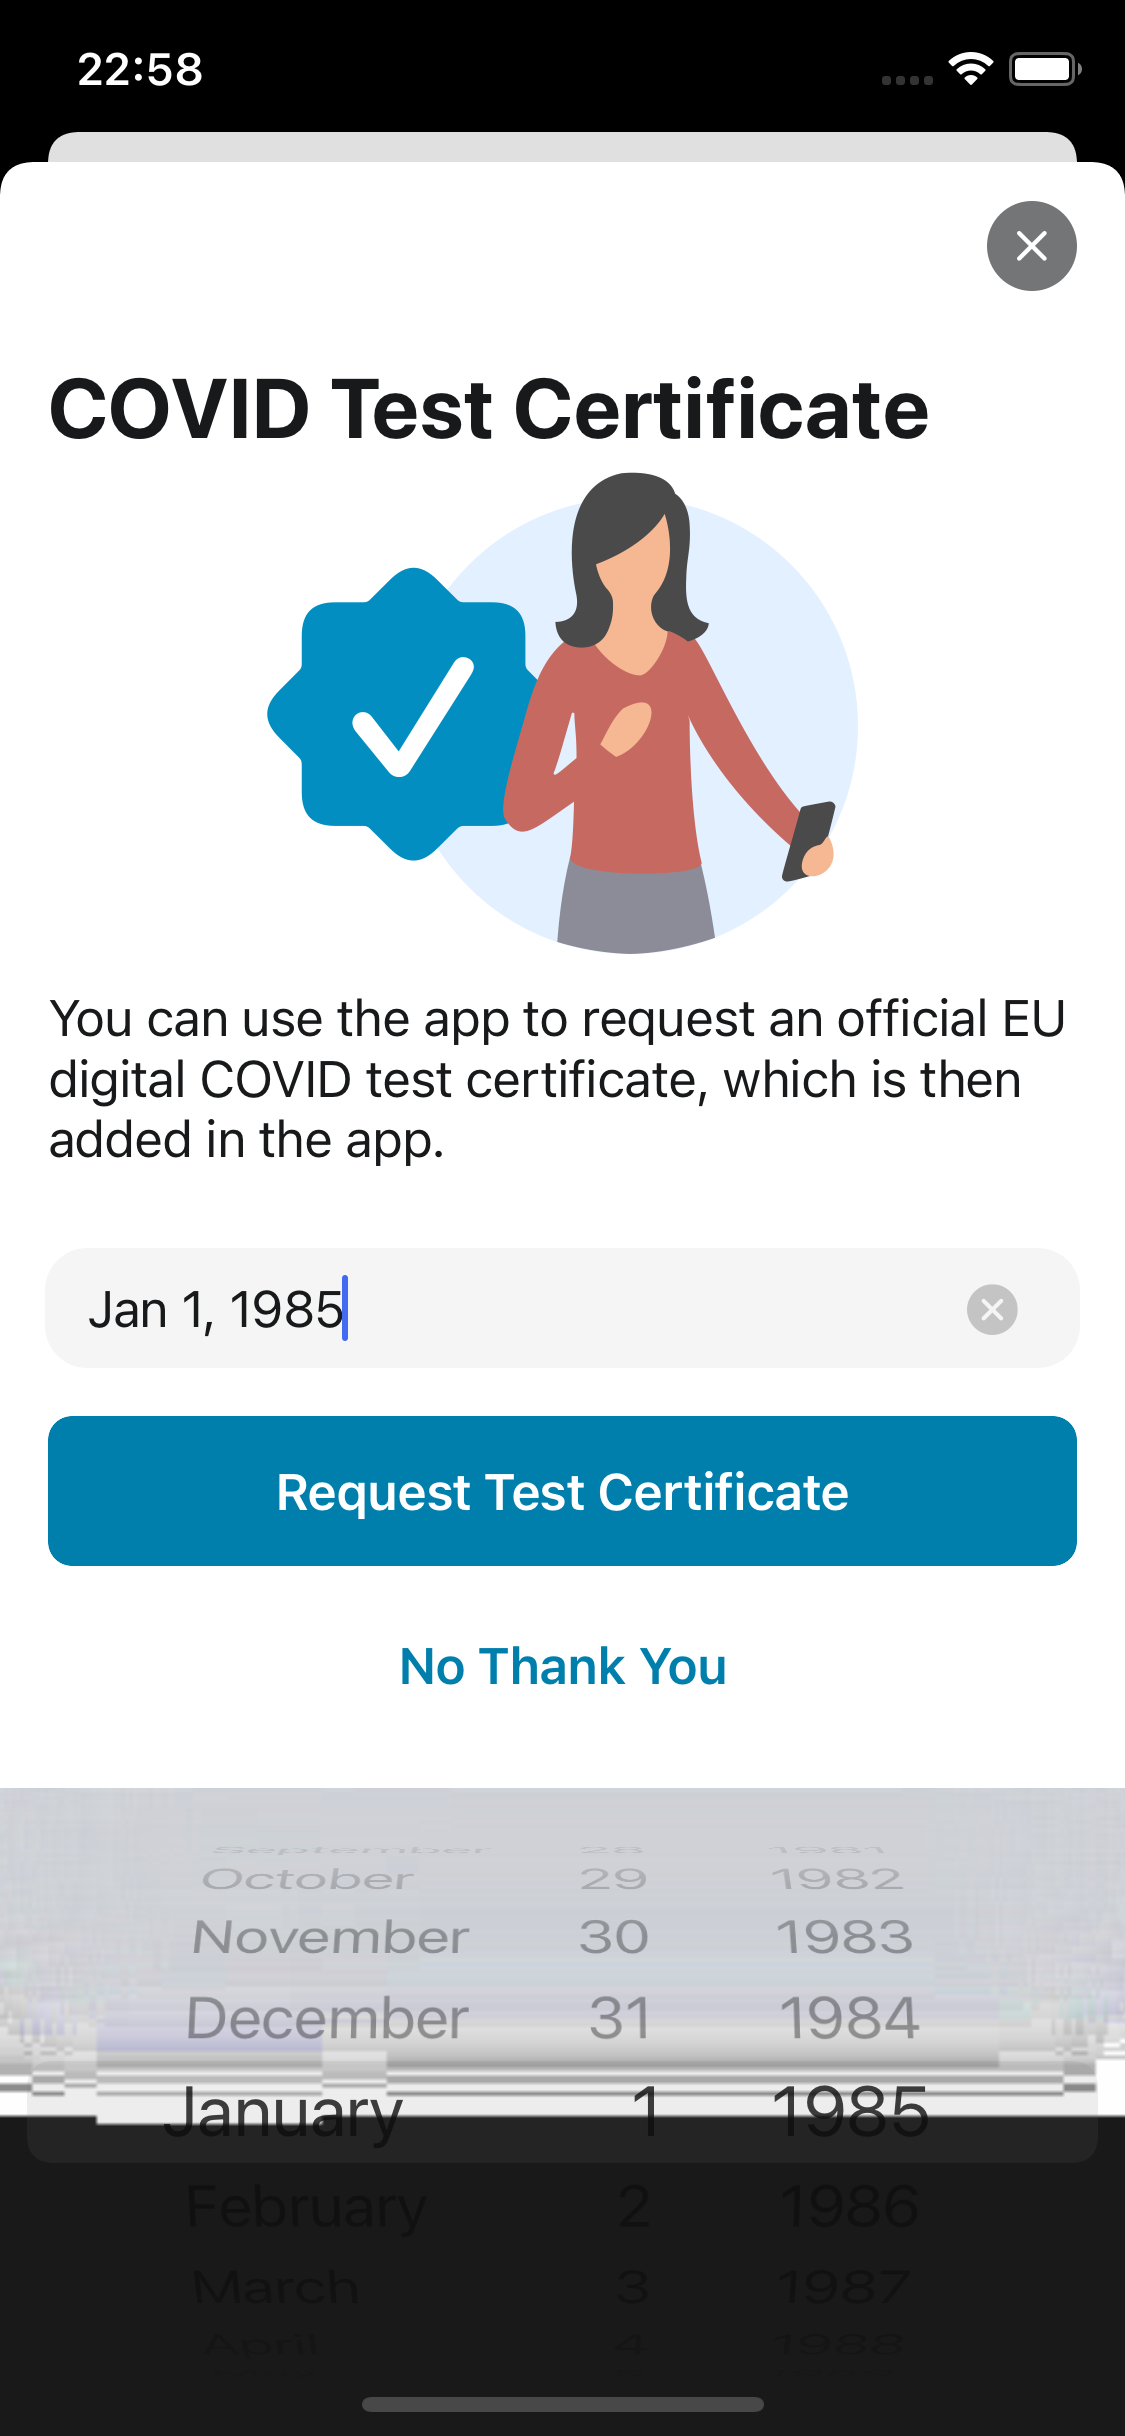 22:58
COVID Test Certificate
You can use the app to request an official EU
digital COVID test certificate, which is then
added in the app.
Jan 1, 1985
Request Test Certificate
No Thank You
September 28 1981
October 29 1982
November 30 1983
December 31 1984
January 1 1985
February 2 1986
March 3 1987
April 4 1988